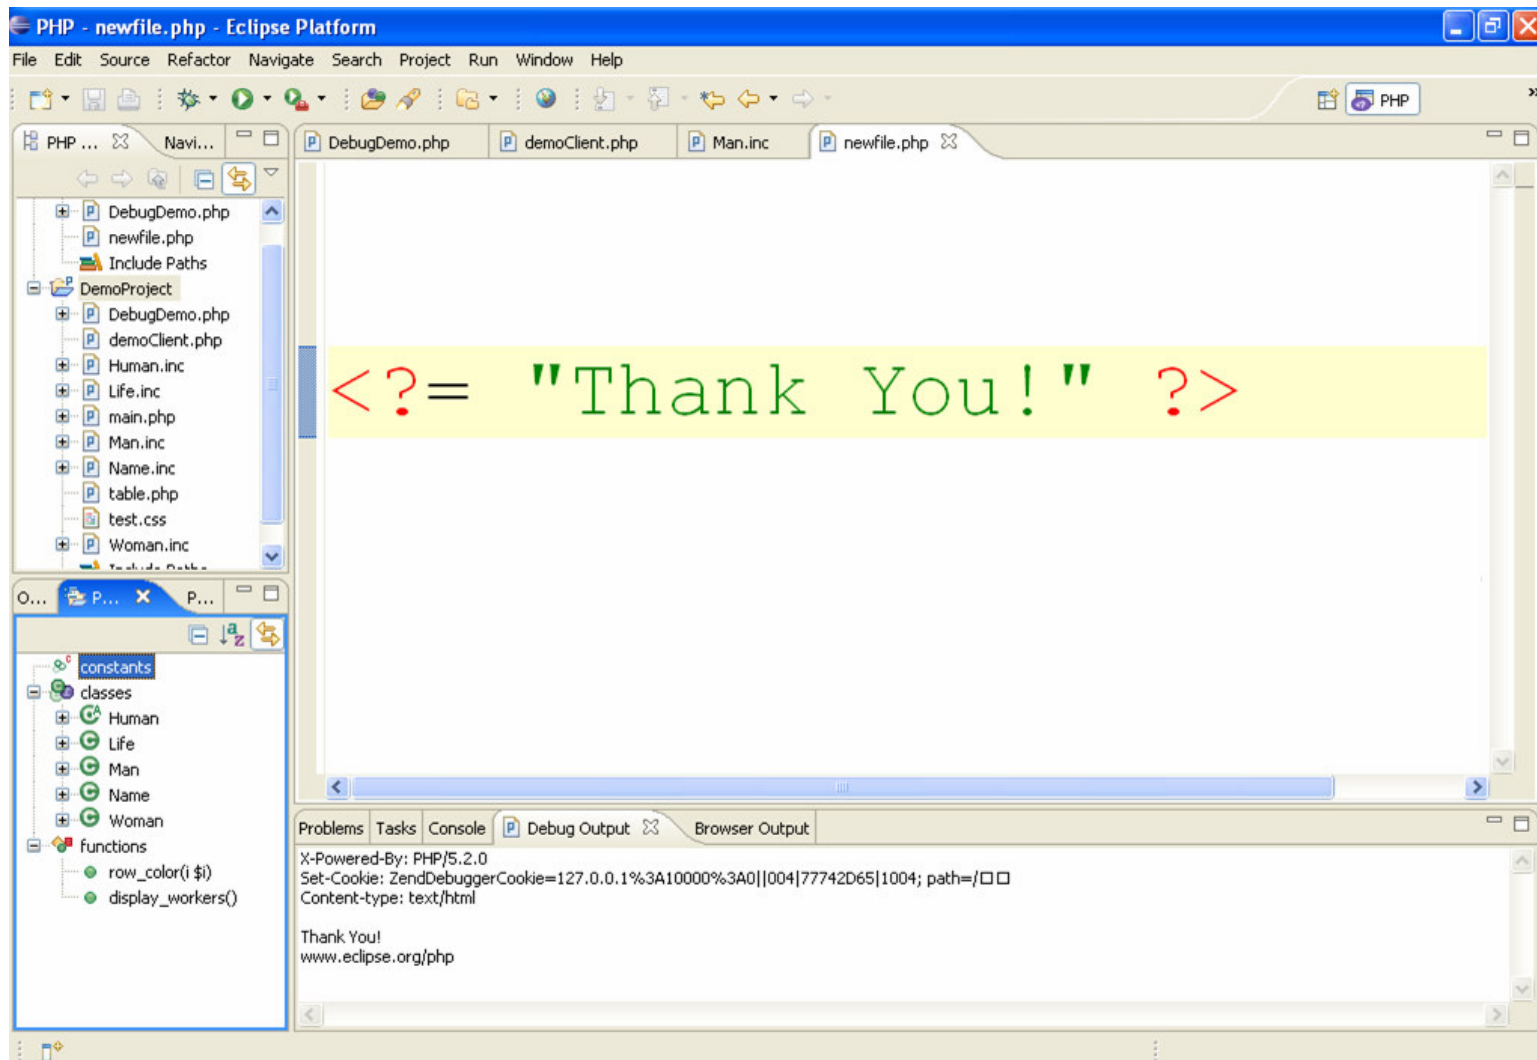 PHP - newfile.php - Eclipse Platform
File Edit Source Refactor Navigate Search Project Run Window Help
PHP
PHP ... Navi...
DebugDemo.php
newfile.php
Include Paths
DemoProject
DebugDemo.php
demoClient.php
Human.inc
Life.inc
main.php
Man.inc
Name.inc
table.php
test.css
Woman.inc
Include Paths
O... P... P...
constants
classes
Human
Life
Man
Name
Woman
functions
row_color(i $i)
display_workers()
DebugDemo.php demoClient.php Man.inc newfile.php
<?= "Thank You!" ?>
Problems Tasks Console Debug Output Browser Output
X-Powered-By: PHP/5.2.0
Set-Cookie: ZendDebuggerCookie=127.0.0.1%3A10000%3A0||004|77742D65|1004; path=/□□
Content-type: text/html
Thank You!
www.eclipse.org/php